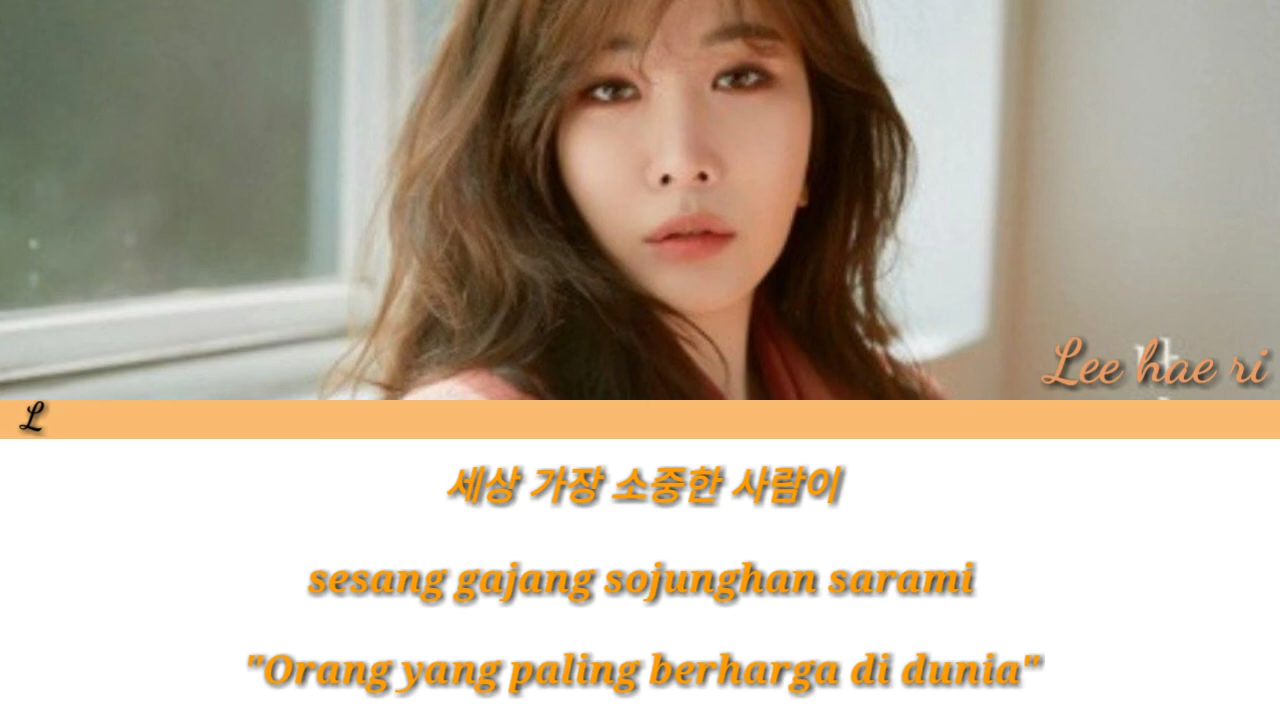 Lee hae ri
L
세상 가장 소중한 사람이
sesang gajang sojunghan sarami
"Orang yang paling berharga di dunia"